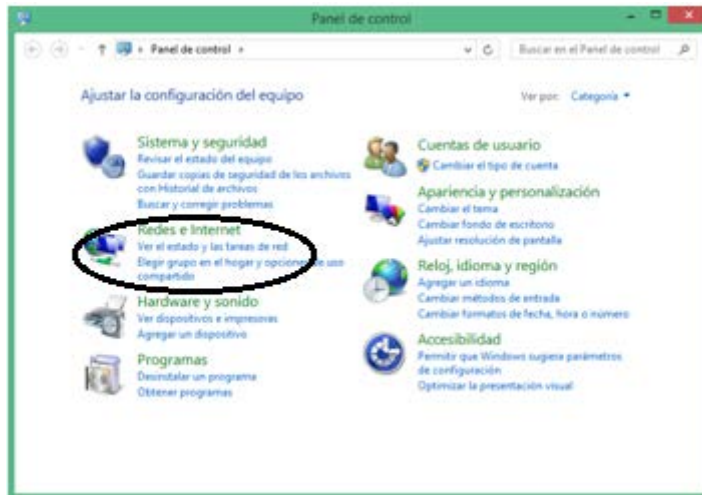 Panel de control
Panel de control
Buscar en el Panel de control
Ajustar la configuración del equipo
Ver por: Categoría
Sistema y seguridad
Revisar el estado del equipo
Guardar copias de seguridad de los archivos
con Historial de archivos
Buscar y corregir problemas
Redes e Internet
Ver el estado y las tareas de red
Elegir grupo en el hogar y opciones de uso
compartido
Hardware y sonido
Ver dispositivos e impresoras
Agregar un dispositivo
Programas
Desinstalar un programa
Obtener programas
Cuentas de usuario
Cambiar el tipo de cuenta
Apariencia y personalización
Cambiar el tema
Cambiar fondo de escritorio
Ajustar resolución de pantalla
Reloj, idioma y región
Agregar un idioma
Cambiar métodos de entrada
Cambiar formatos de fecha, hora o número
Accesibilidad
Permitir que Windows sugiera parámetros
de configuración
Optimizar la presentación visual